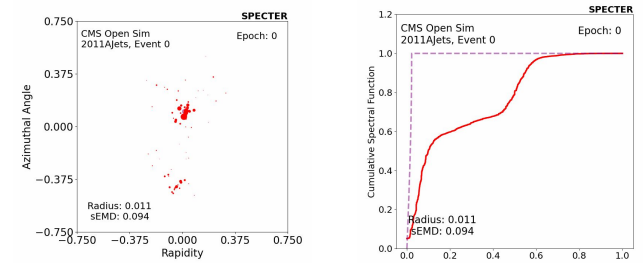 SPECTER
CMS Open Sim
2011AJets, Event 0
Epoch: 0
Radius: 0.011
sEMD: 0.094
0.750
0.375
0.000
−0.375
−0.750
−0.750
−0.375
0.000
0.375
0.750
Azimuthal Angle
Rapidity
SPECTER
CMS Open Sim
2011AJets, Event 0
Epoch: 0
Radius: 0.011
sEMD: 0.094
1.2
1.0
0.8
0.6
0.4
0.2
0.0
0.0
0.2
0.4
0.6
0.8
1.0
Cumulative Spectral Function